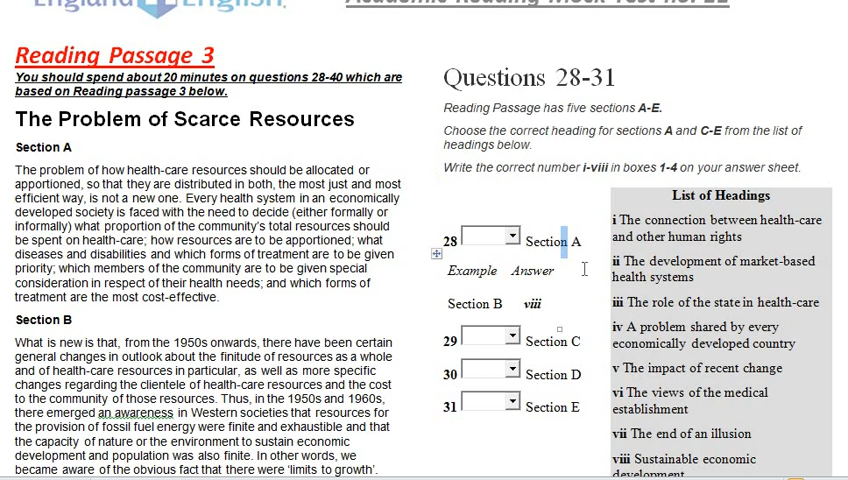 England English
Academic Reading Mock Test no. 22
Reading Passage 3
You should spend about 20 minutes on questions 28-40 which are
based on Reading passage 3 below.
The Problem of Scarce Resources
Section A
The problem of how health-care resources should be allocated or
apportioned, so that they are distributed in both, the most just and most
efficient way, is not a new one. Every health system in an economically
developed society is faced with the need to decide (either formally or
informally) what proportion of the community's total resources should
be spent on health-care; how resources are to be apportioned; what
diseases and disabilities and which forms of treatment are to be given
priority; which members of the community are to be given special
consideration in respect of their health needs; and which forms of
treatment are the most cost-effective.
Section B
What is new is that, from the 1950s onwards, there have been certain
general changes in outlook about the finitude of resources as a whole
and of health-care resources in particular, as well as more specific
changes regarding the clientele of health-care resources and the cost
to the community of those resources. Thus, in the 1950s and 1960s,
there emerged an awareness in Western societies that resources for
the provision of fossil fuel energy were finite and exhaustible and that
the capacity of nature or the environment to sustain economic
development and population was also finite. In other words, we
became aware of the obvious fact that there were 'limits to growth'.
Questions 28-31
Reading Passage has five sections A-E.
Choose the correct heading for sections A and C-E from the list of
headings below.
Write the correct number i-viii in boxes 1-4 on your answer sheet.
28 Section A
Example Answer
Section B viii
29 Section C
30 Section D
31 Section E
List of Headings
i The connection between health-care
and other human rights
ii The development of market-based
health systems
iii The role of the state in health-care
iv A problem shared by every
economically developed country
v The impact of recent change
vi The views of the medical
establishment
vii The end of an illusion
viii Sustainable economic
development